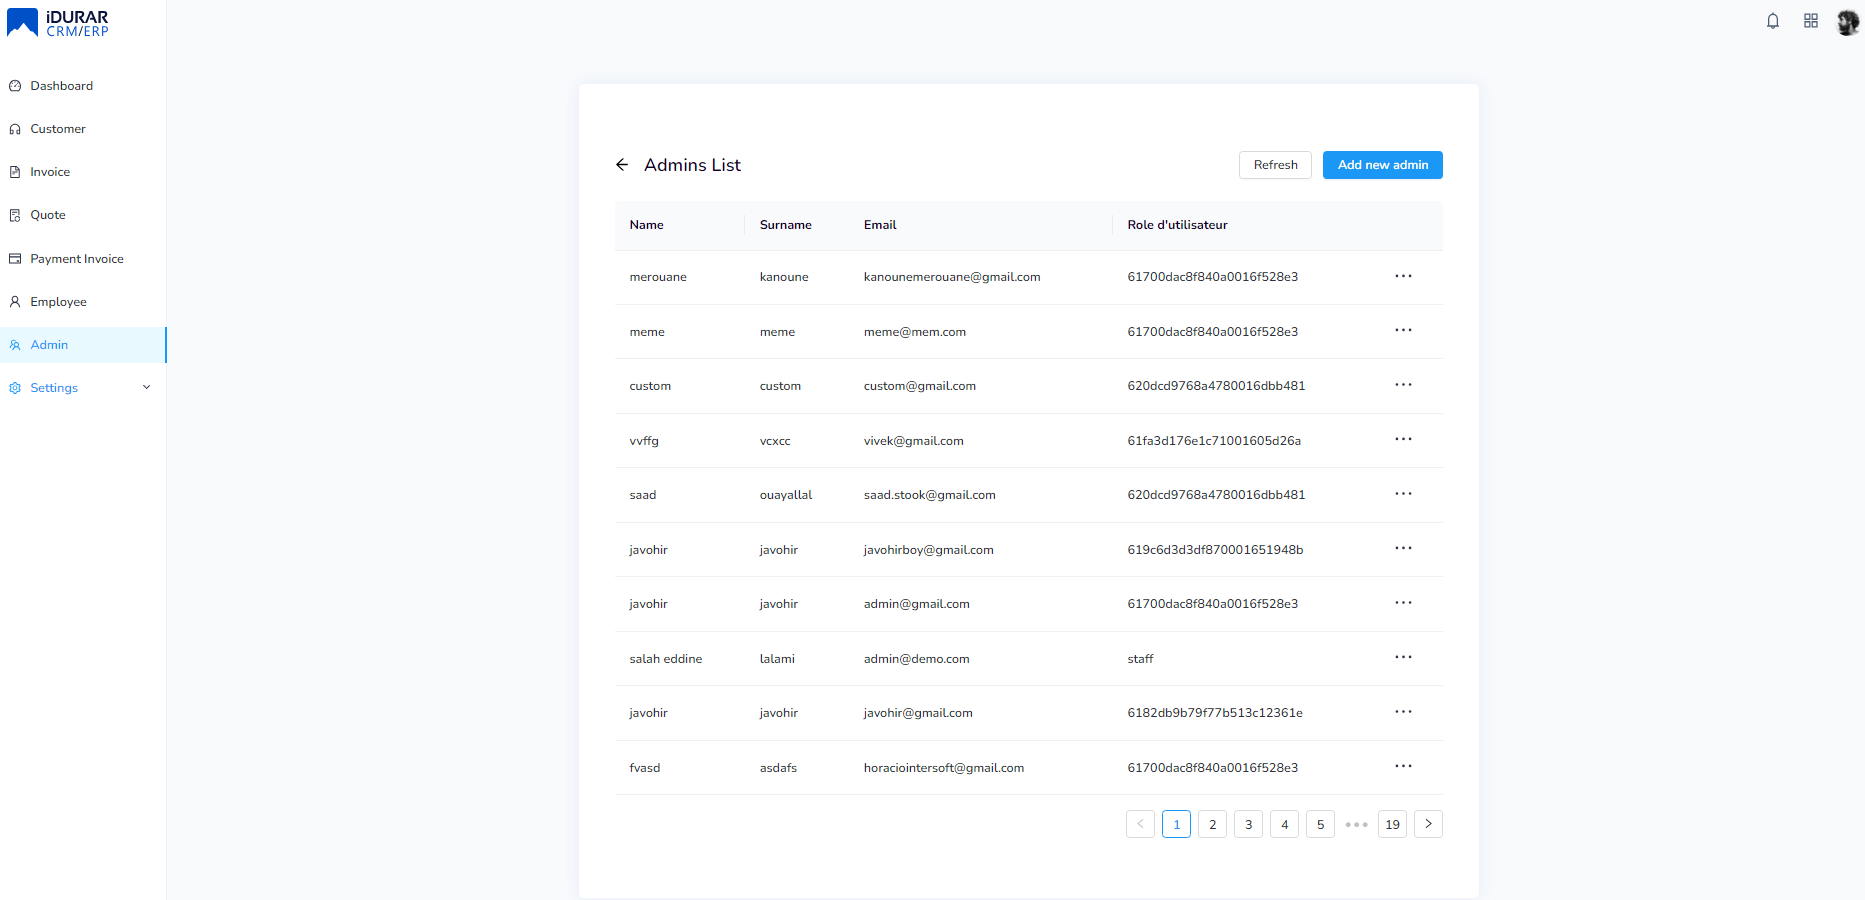 iDURAR
CRM/ERP
Dashboard
Customer
Invoice
Quote
Payment Invoice
Employee
Admin
Settings
Admins List
Refresh
Add new admin
Name Surname Email Role d'utilisateur
merouane kanoune kanounemerouane@gmail.com 61700dac8f840a0016f528e3
meme meme meme@mem.com 61700dac8f840a0016f528e3
custom custom custom@gmail.com 620dcd9768a4780016dbb481
vvffg vcxcc vivek@gmail.com 61fa3d176e1c71001605d26a
saad ouayallal saad.stook@gmail.com 620dcd9768a4780016dbb481
javohir javohir javohirboy@gmail.com 619c6d3d3df870001651948b
javohir javohir admin@gmail.com 61700dac8f840a0016f528e3
salah eddine lalami admin@demo.com staff
javohir javohir javohir@gmail.com 6182db9b79f77b513c12361e
fvasd asdafs horaciointersoft@gmail.com 61700dac8f840a0016f528e3
1 2 3 4 5 ••• 19